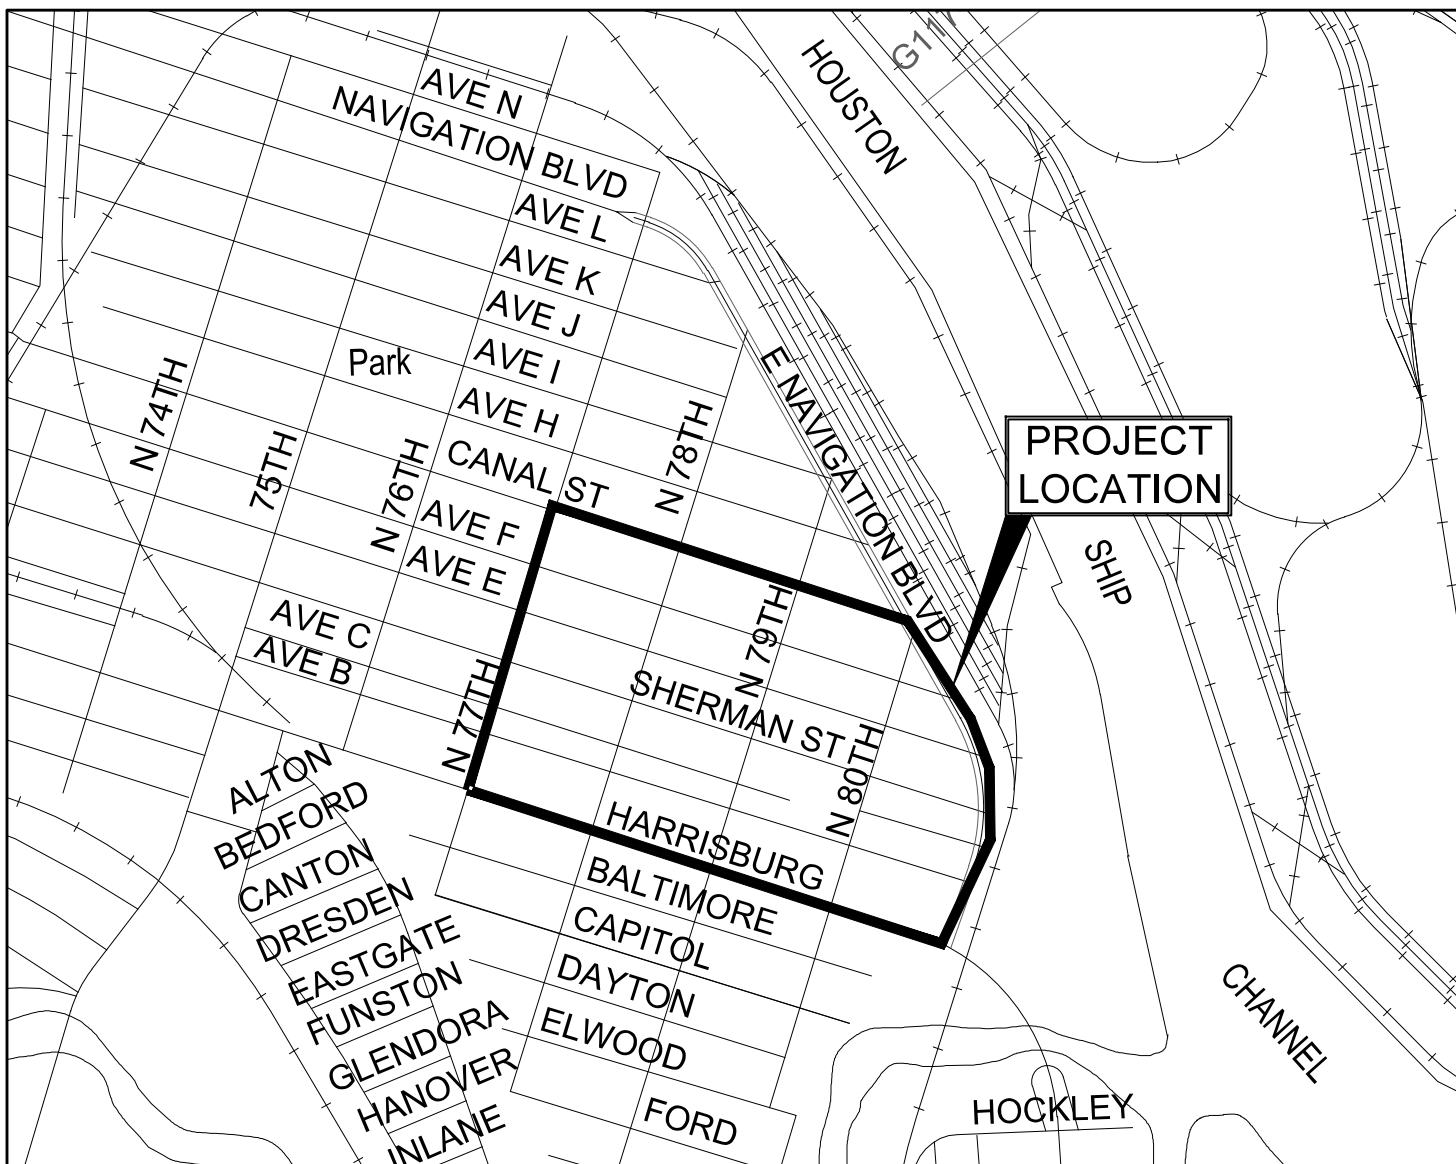 G117
HOUSTON
AVE N
NAVIGATION BLVD
AVE L
AVE K
AVE J
AVE I
AVE H
CANAL ST
AVE F
AVE E
AVE C
AVE B
Park
N 74TH
75TH
N 76TH
N 77TH
N 78TH
N 79TH
N 80TH
E NAVIGATION BLVD
PROJECT
LOCATION
SHIP
CHANNEL
SHERMAN ST
HARRISBURG
BALTIMORE
CAPITOL
DAYTON
ELWOOD
FORD
ALTON
BEDFORD
CANTON
DRESDEN
EASTGATE
FUNSTON
GLENDORA
HANOVER
INLANE
HOCKLEY